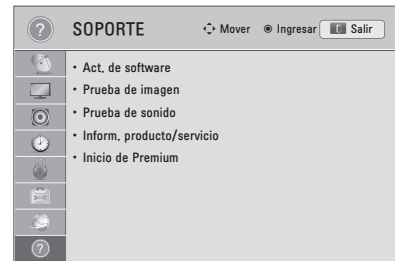 SOPORTE
Mover Ingresar Salir
• Act. de software
• Prueba de imagen
• Prueba de sonido
• Inform. producto/servicio
• Inicio de Premium